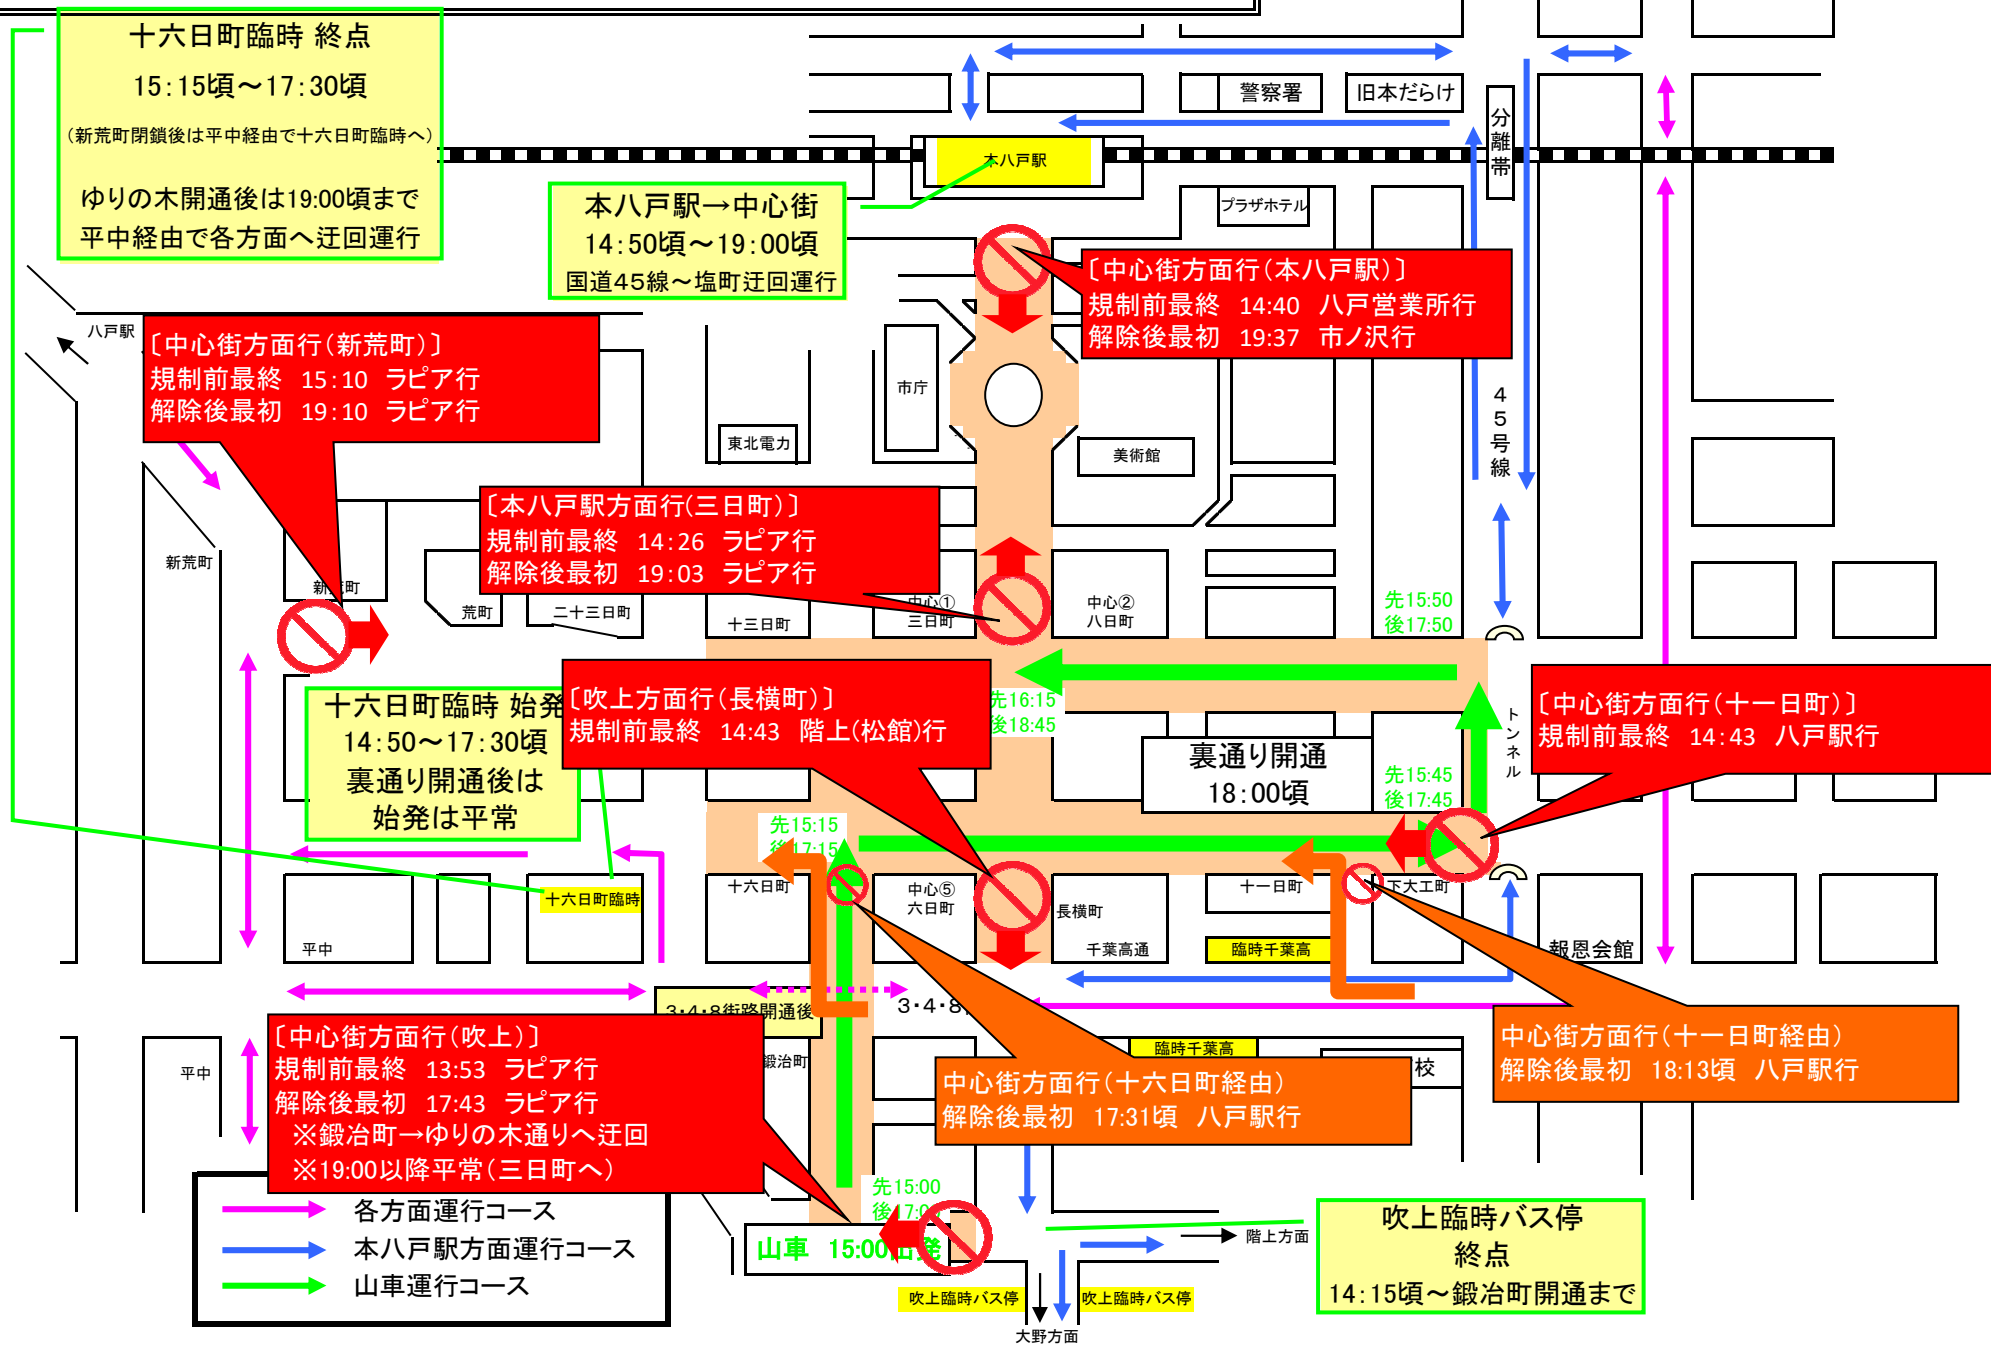 十六日町臨時 終点
15:15頃～17:30頃
(新荒町閉鎖後は平中経由で十六日町臨時へ)
ゆりの木開通後は19:00頃まで
平中経由で各方面へ迂回運行
警察署
旧本だらけ
分離帯
本八戸駅
本八戸駅→中心街
14:50頃～19:00頃
国道45線～塩町迂回運行
プラザホテル
〔中心街方面行(本八戸駅)〕
規制前最終 14:40 八戸営業所行
解除後最初 19:37 市ノ沢行
八戸駅
〔中心街方面行(新荒町)〕
規制前最終 15:10 ラピア行
解除後最初 19:10 ラピア行
市庁
東北電力
美術館
45号線
〔本八戸駅方面行(三日町)〕
規制前最終 14:26 ラピア行
解除後最初 19:03 ラピア行
新荒町
新荒町
荒町
二十三日町
十三日町
中心①
三日町
中心②
八日町
先15:50
後17:50
十六日町臨時 始発
14:50～17:30頃
裏通り開通後は
始発は平常
〔吹上方面行(長横町)〕
規制前最終 14:43 階上(松館)行
先16:15
後18:45
裏通り開通
18:00頃
先15:45
後17:45
トンネル
〔中心街方面行(十一日町)〕
規制前最終 14:43 八戸駅行
先15:15
後17:15
十六日町臨時
十六日町
中心⑤
六日町
長横町
十一日町
下大工町
平中
千葉高通
臨時千葉高
報恩会館
3・4・8街路開通後
3・4・8
〔中心街方面行(吹上)〕
規制前最終 13:53 ラピア行
解除後最初 17:43 ラピア行
※鍛冶町→ゆりの木通りへ迂回
※19:00以降平常(三日町へ)
平中
鍛冶町
臨時千葉高
校
中心街方面行(十六日町経由)
解除後最初 17:31頃 八戸駅行
中心街方面行(十一日町経由)
解除後最初 18:13頃 八戸駅行
先15:00
山車 15:00出発
各方面運行コース
本八戸駅方面運行コース
山車運行コース
階上方面
吹上臨時バス停
終点
14:15頃～鍛冶町開通まで
吹上臨時バス停
吹上臨時バス停
大野方面